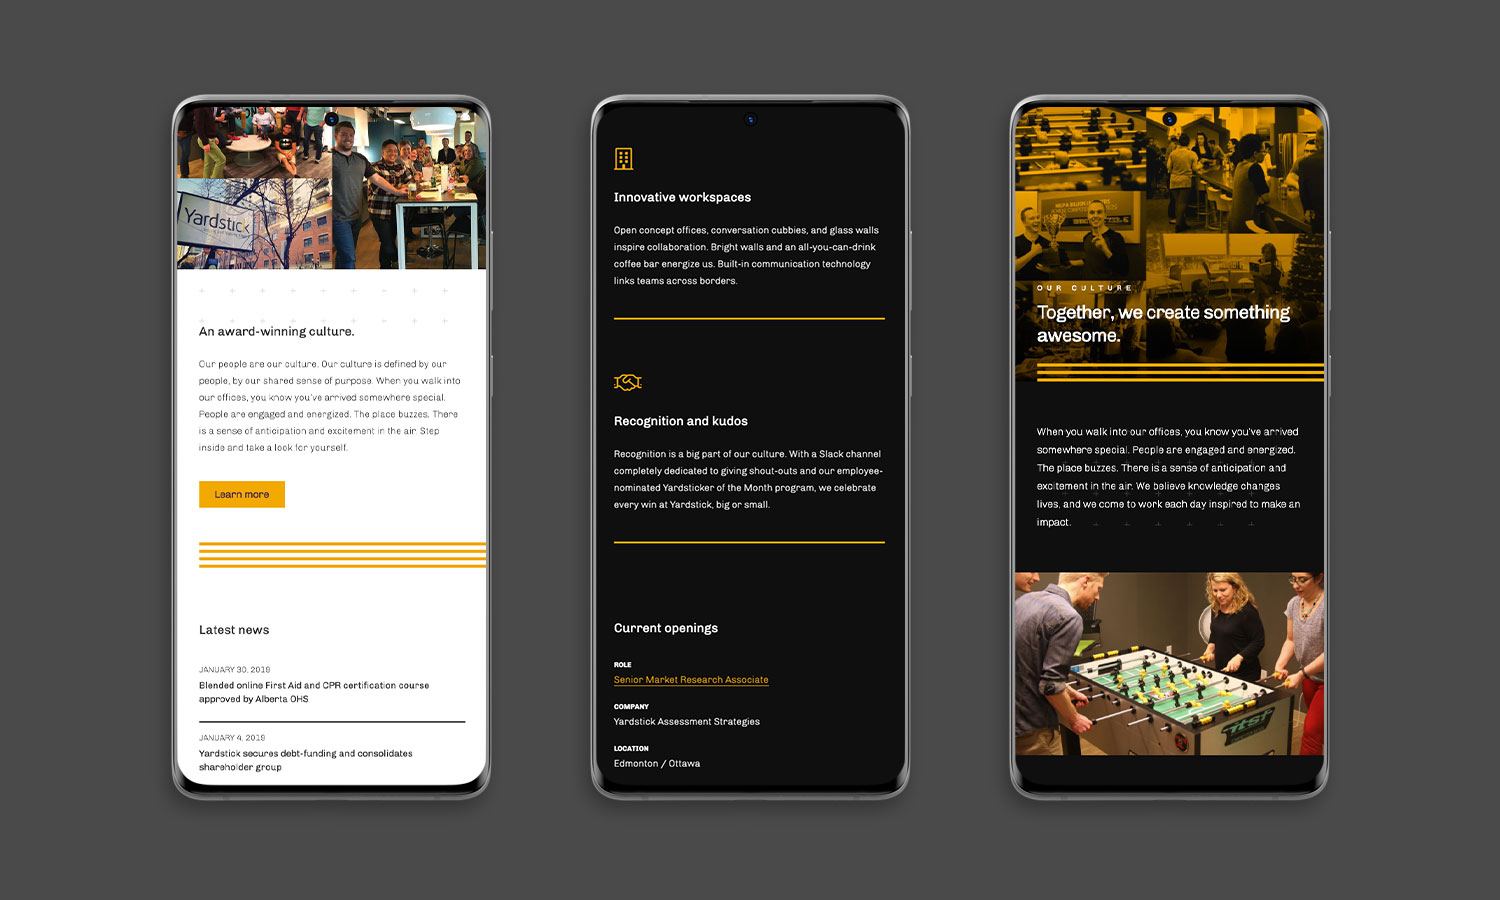 Yardstick
An award-winning culture.
Our people are our culture. Our culture is defined by our
people, by our shared sense of purpose. When you walk into
our offices, you know you've arrived somewhere special.
People are engaged and energized. The place buzzes. There
is a sense of anticipation and excitement in the air. Step
inside and take a look for yourself.
Learn more
Latest news
JANUARY 30, 2019
Blended online First Aid and CPR certification course
approved by Alberta OHS
JANUARY 4, 2019
Yardstick secures debt-funding and consolidates
shareholder group
Innovative workspaces
Open concept offices, conversation cubbies, and glass walls
inspire collaboration. Bright walls and an all-you-can-drink
coffee bar energize us. Built-in communication technology
links teams across borders.
Recognition and kudos
Recognition is a big part of our culture. With a Slack channel
completely dedicated to giving shout-outs and our employee-
nominated Yardsticker of the Month program, we celebrate
every win at Yardstick, big or small.
Current openings
ROLE
Senior Market Research Associate
COMPANY
Yardstick Assessment Strategies
LOCATION
Edmonton / Ottawa
OUR CULTURE
Together, we create something
awesome.
When you walk into our offices, you know you've arrived
somewhere special. People are engaged and energized.
The place buzzes. There is a sense of anticipation and
excitement in the air. We believe knowledge changes
lives, and we come to work each day inspired to make an
impact.